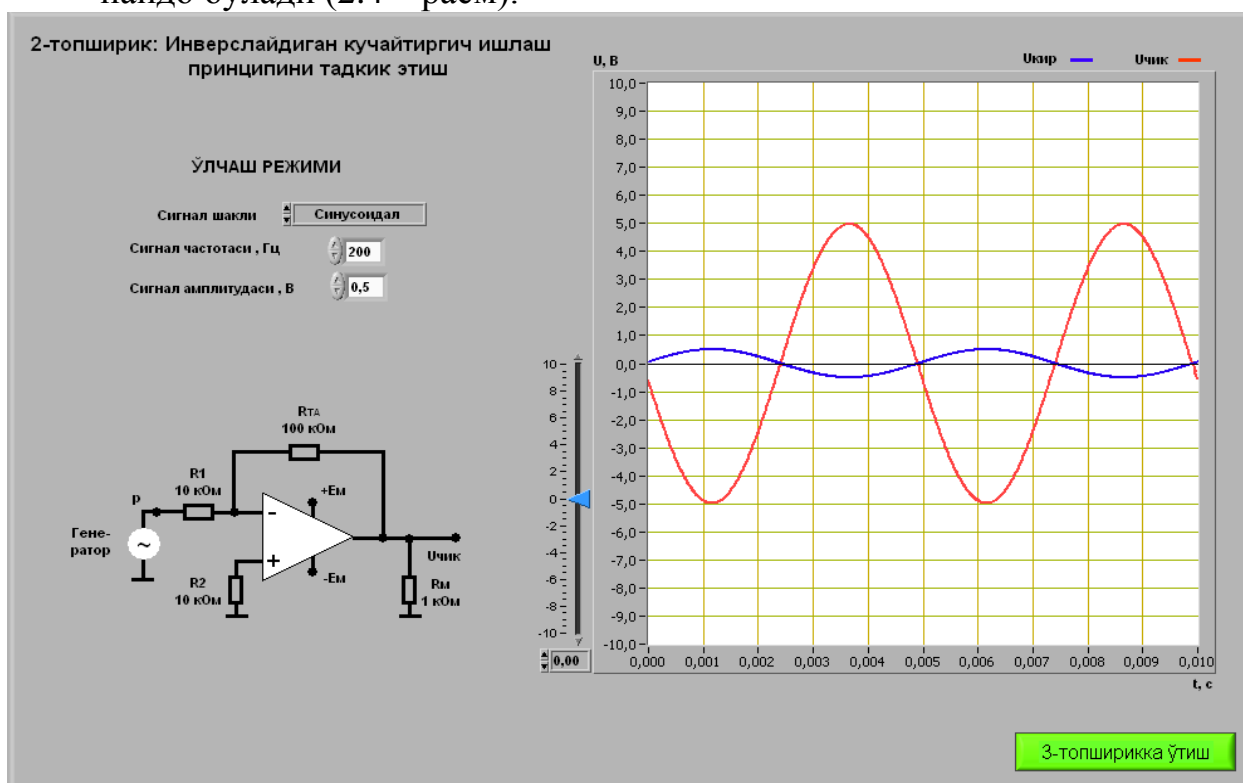 пайдо бўлади (2.4 - расм).
2-топширик: Инверслайдиган кучайтиргич ишлаш
принципини тадкик этиш
ЎЛЧАШ РЕЖИМИ
Сигнал шакли Синусоидал
Сигнал частотаси , Гц 200
Сигнал амплитудаси , В 0,5
Rта
100 кОм
R1
10 кОм
P
+Ем
-
Гене-
ратор
~
+
-Ем
Uчик
R2
10 кОм
Rм
1 кОм
10
8
6
4
2
0
-2
-4
-6
-8
-10
0,00
U, В
Uкир
Uчик
10,0
9,0
8,0
7,0
6,0
5,0
4,0
3,0
2,0
1,0
0,0
-1,0
-2,0
-3,0
-4,0
-5,0
-6,0
-7,0
-8,0
-9,0
-10,0
0,000 0,001 0,002 0,003 0,004 0,005 0,006 0,007 0,008 0,009 0,010
t, с
3-топширикка ўтиш